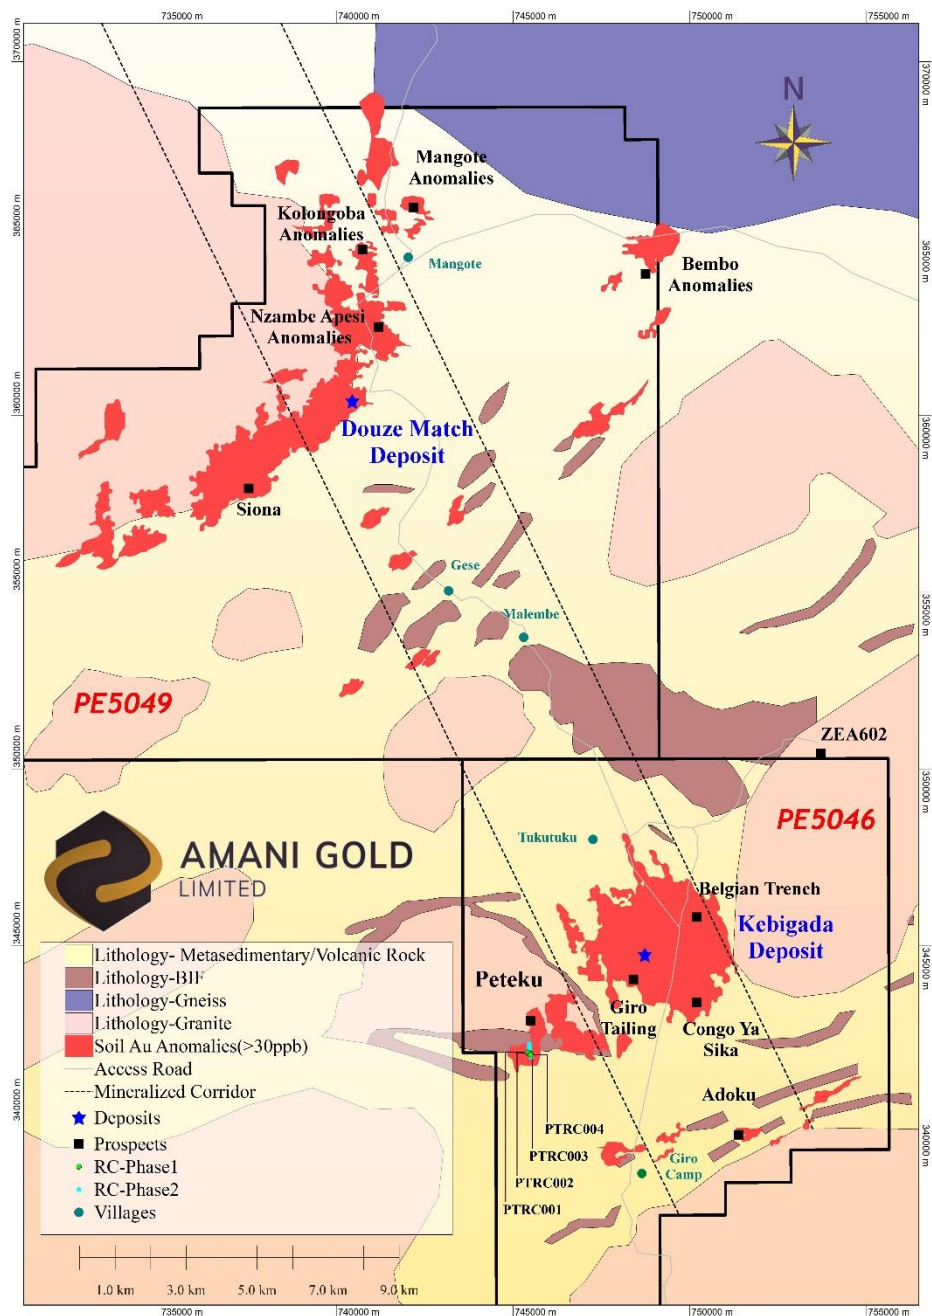 735000 m
740000 m
745000 m
750000 m
755000 m
370000 m
370000 m
N
Mangote
Anomalies
365000 m
Kolongoba
Anomalies
Mangote
Bembo
Anomalies
365000 m
Nzambe Apesi
Anomalies
360000 m
Douze Match
Deposit
360000 m
Siona
355000 m
Gese
Malembe
355000 m
PE5049
ZEA602
350000 m
350000 m
PE5046
Tukutuku
AMANI GOLD
LIMITED
Belgian Trench
Kebigada
Deposit
345000 m
345000 m
Lithology- Metasedimentary/Volcanic Rock
Lithology-BIF
Lithology-Gneiss
Lithology-Granite
Soil Au Anomalies(>30ppb)
Access Road
Mineralized Corridor
Deposits
Prospects
RC-Phase1
RC-Phase2
Villages
Peteku
Giro
Tailing
Congo Ya
Sika
Adoku
340000 m
340000 m
PTRC004
PTRC003
PTRC002
PTRC001
Giro
Camp
1.0 km
3.0 km
5.0 km
7.0 km
9.0 km
735000 m
740000 m
745000 m
750000 m
755000 m